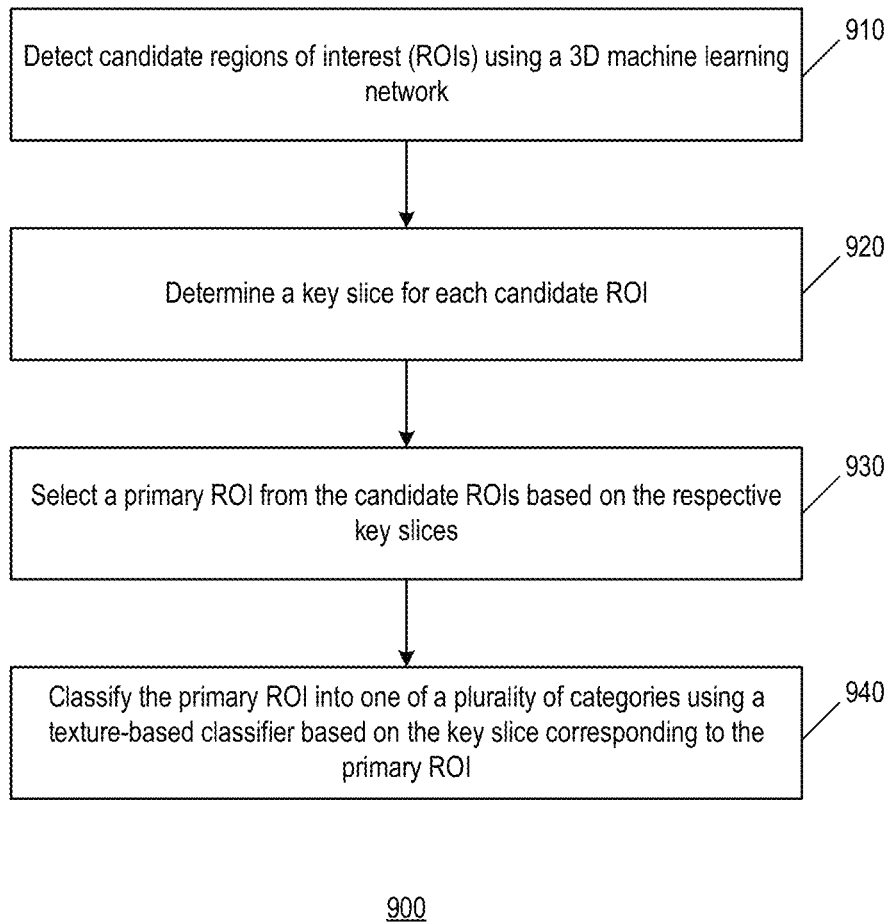 910
Detect candidate regions of interest (ROIs) using a 3D machine learning
network
920
Determine a key slice for each candidate ROI
930
Select a primary ROI from the candidate ROIs based on the respective
key slices
940
Classify the primary ROI into one of a plurality of categories using a
texture-based classifier based on the key slice corresponding to the
primary ROI
900